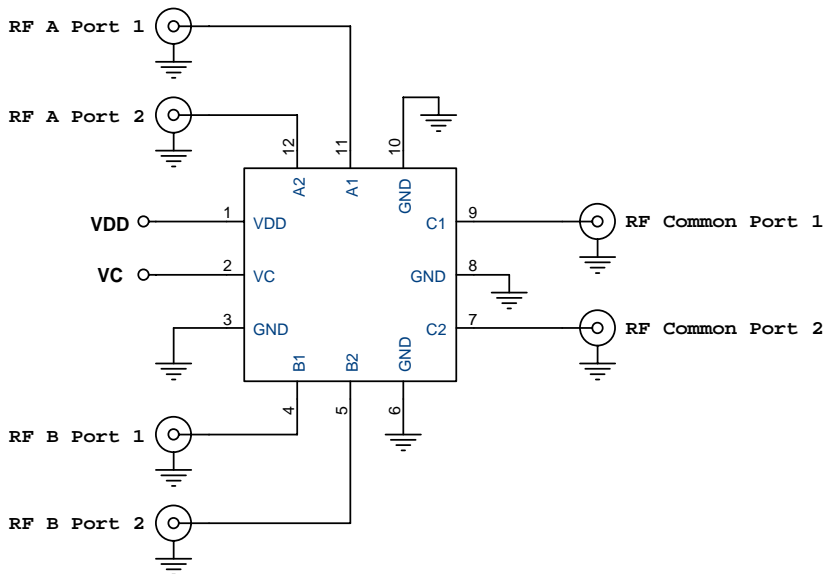 RF A Port 1
RF A Port 2
12
11
10
A2
A1
GND
VDD
1
VDD
C1
9
RF Common Port 1
VC
2
VC
GND
8
3
GND
C2
7
RF Common Port 2
B1
B2
GND
4
5
6
RF B Port 1
RF B Port 2